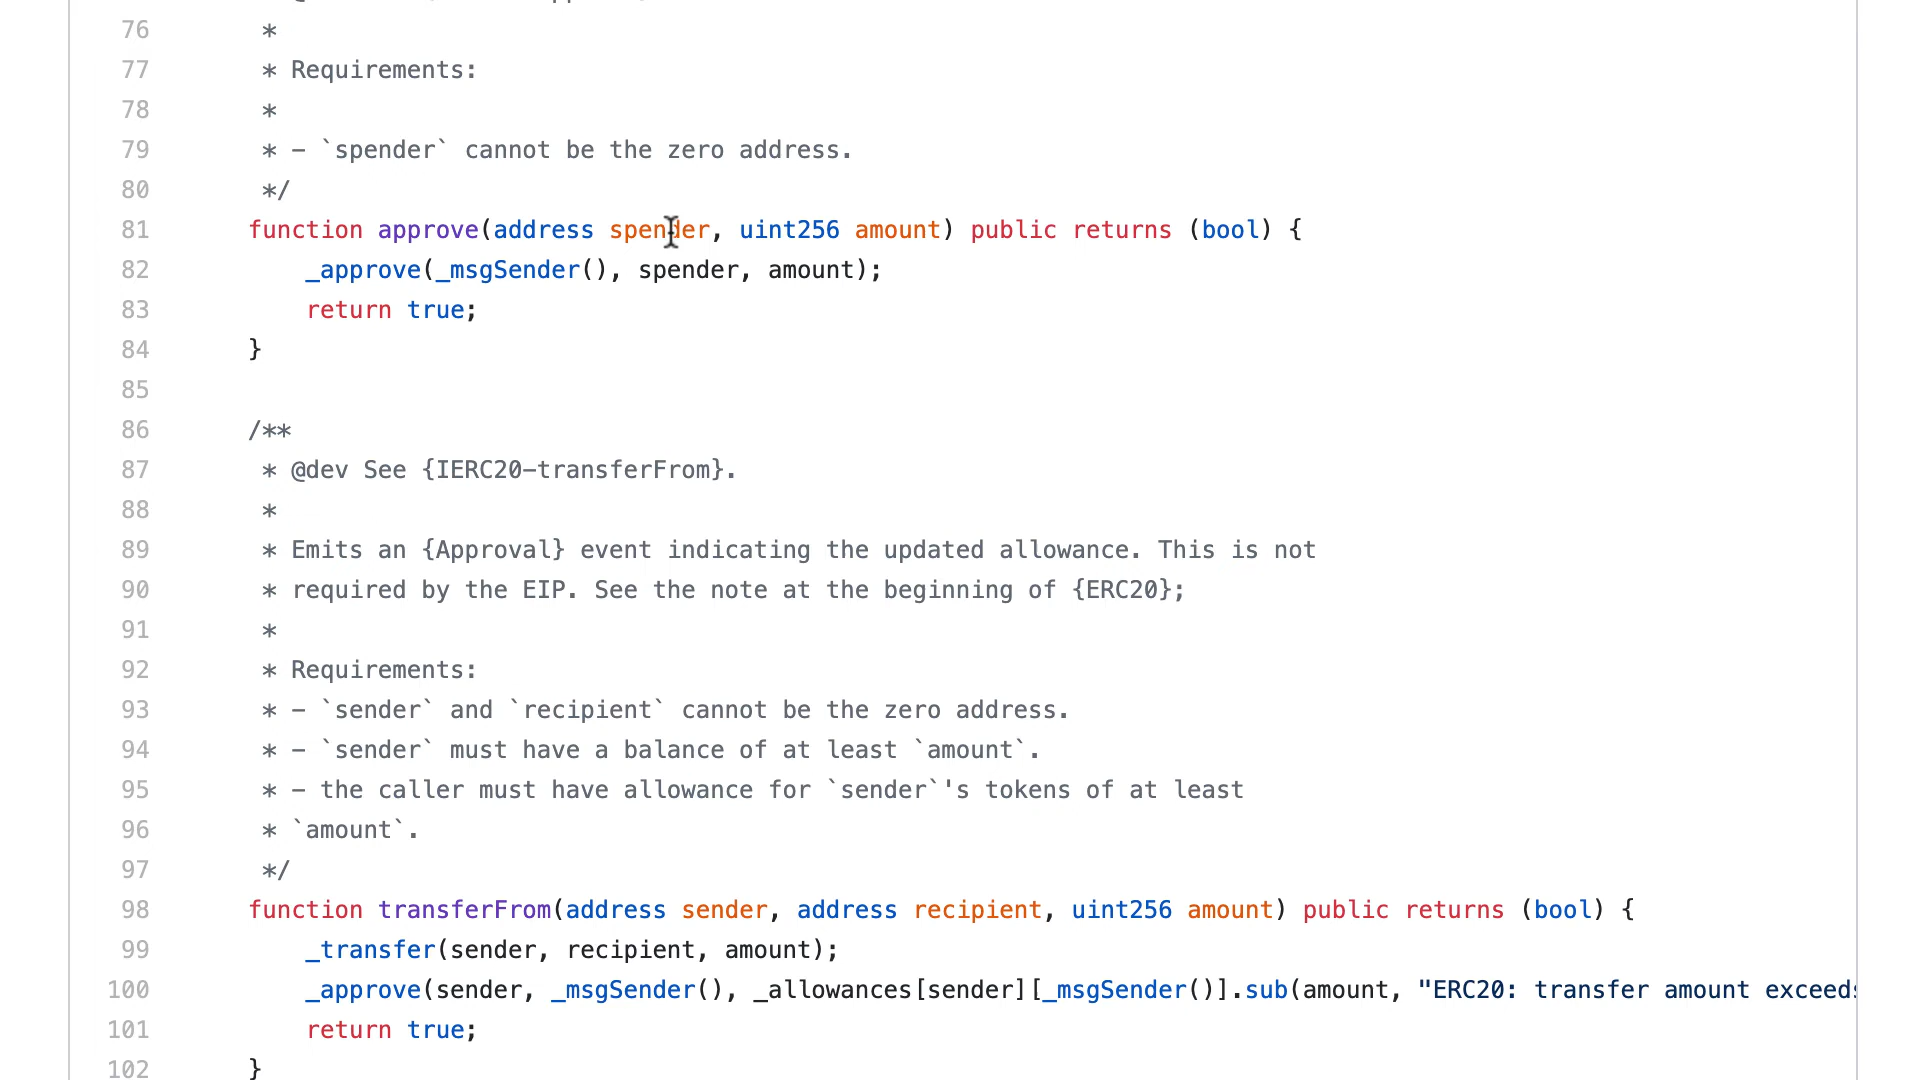 76 *
77 * Requirements:
78 *
79 * - `spender` cannot be the zero address.
80 */
81 function approve(address spender, uint256 amount) public returns (bool) {
82 _approve(_msgSender(), spender, amount);
83 return true;
84 }
85
86 /**
87 * @dev See {IERC20-transferFrom}.
88 *
89 * Emits an {Approval} event indicating the updated allowance. This is not
90 * required by the EIP. See the note at the beginning of {ERC20};
91 *
92 * Requirements:
93 * - `sender` and `recipient` cannot be the zero address.
94 * - `sender` must have a balance of at least `amount`.
95 * - the caller must have allowance for `sender`'s tokens of at least
96 * `amount`.
97 */
98 function transferFrom(address sender, address recipient, uint256 amount) public returns (bool) {
99 _transfer(sender, recipient, amount);
100 _approve(sender, _msgSender(), _allowances[sender][_msgSender()].sub(amount, "ERC20: transfer amount exceeds
101 return true;
102 }